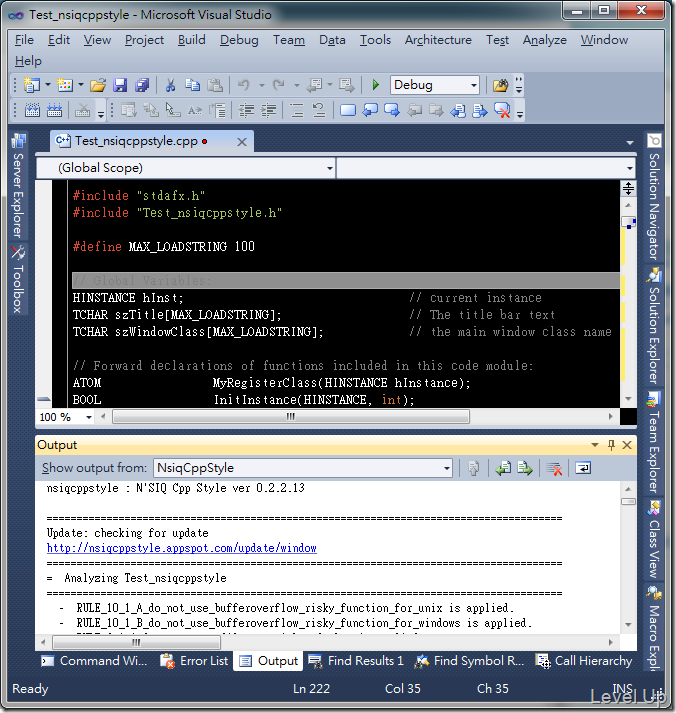 Test_nsiqcppstyle - Microsoft Visual Studio
File Edit View Project Build Debug Team Data Tools Architecture Test Analyze Window
Help
Debug
Test_nsiqcppstyle.cpp
(Global Scope)
#include "stdafx.h"
#include "Test_nsiqcppstyle.h"
#define MAX_LOADSTRING 100
// Global Variables:
HINSTANCE hInst; // current instance
TCHAR szTitle[MAX_LOADSTRING]; // The title bar text
TCHAR szWindowClass[MAX_LOADSTRING]; // the main window class name
// Forward declarations of functions included in this code module:
ATOM MyRegisterClass(HINSTANCE hInstance);
BOOL InitInstance(HINSTANCE, int);
100 %
Server Explorer
Toolbox
Solution Navigator
Solution Explorer
Team Explorer
Class View
Macro Expl
Output
Show output from: NsiqCppStyle
nsiqcppstyle : N'SIQ Cpp Style ver 0.2.2.13
======================================================================================
Update: checking for update
http://nsiqcppstyle.appspot.com/update/window
======================================================================================
= Analyzing Test_nsiqcppstyle
======================================================================================
- RULE_10_1_A_do_not_use_bufferoverflow_risky_function_for_unix is applied.
- RULE_10_1_B_do_not_use_bufferoverflow_risky_function_for_windows is applied.
Command Wi... Error List Output Find Results 1 Find Symbol R... Call Hierarchy
Ready Ln 222 Col 35 Ch 35 INS
Level Up